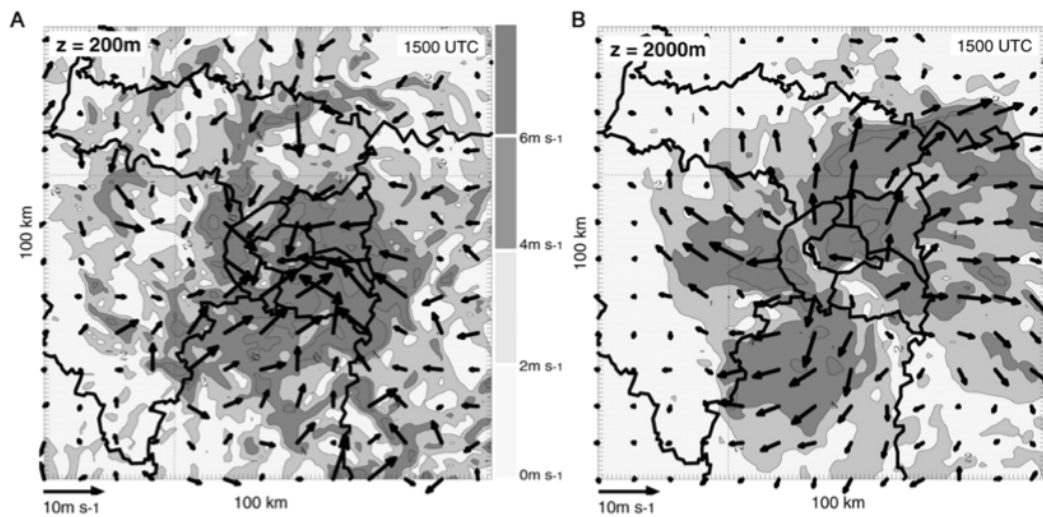 A
z = 200m
1500 UTC
6m s-1
4m s-1
2m s-1
0m s-1
100 km
10m s-1
100 km
B
z = 2000m
1500 UTC
100 km
10m s-1
100 km